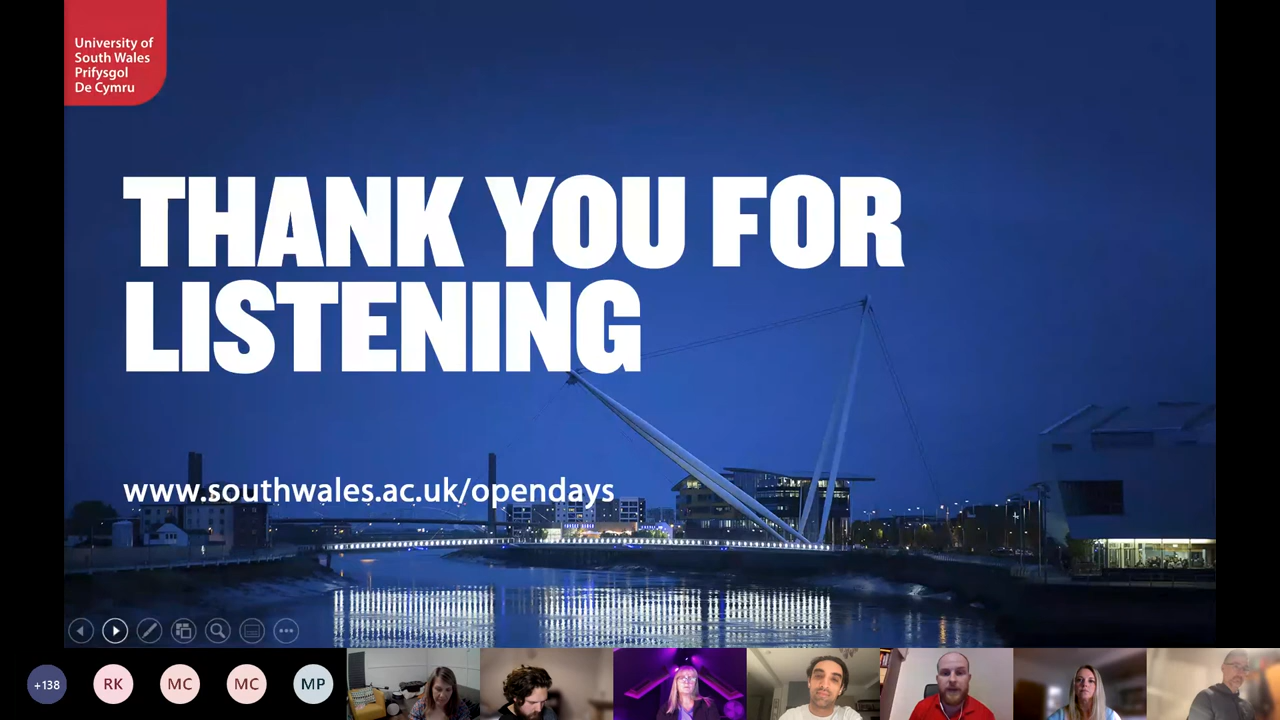 University of
South Wales
Prifysgol
De Cymru
THANK YOU FOR
LISTENING
www.southwales.ac.uk/opendays
+138
RK
MC
MC
MP